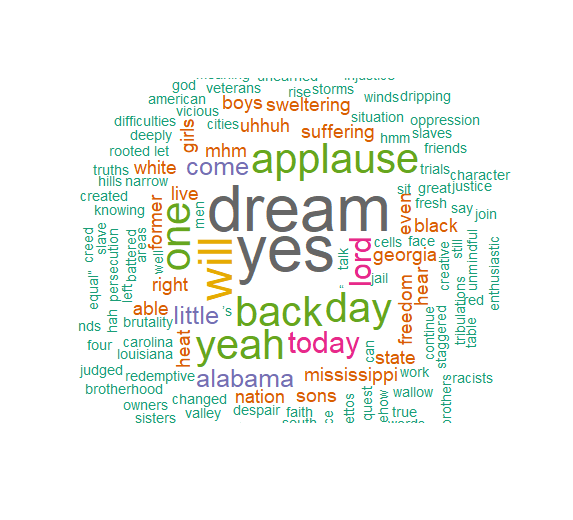 meaning unearned injustice
god veterans rise storms
american boys sweltering winds dripping
vicious
difficulties cities uhhuh suffering situation oppression
deeply girls hmm slaves
rooted let mhm applause friends
truths white come trials character
hills narrow live sit great justice
created former one men dream even fresh say join
knowing black
creed slave persecution battered areas well will yes talk lord cells face georgia creative still unmindful enthusiastic
equal" left right jail hear red
able little 's back day " freedom continue staggered tribulations table
nds hah brutality
four carolina heat yeah today can state
louisiana
judged redemptive alabama mississippi work racists
brotherhood changed nation sons quest wallow brothers
owners valley despair faith true
sisters south ce ettos ehow words